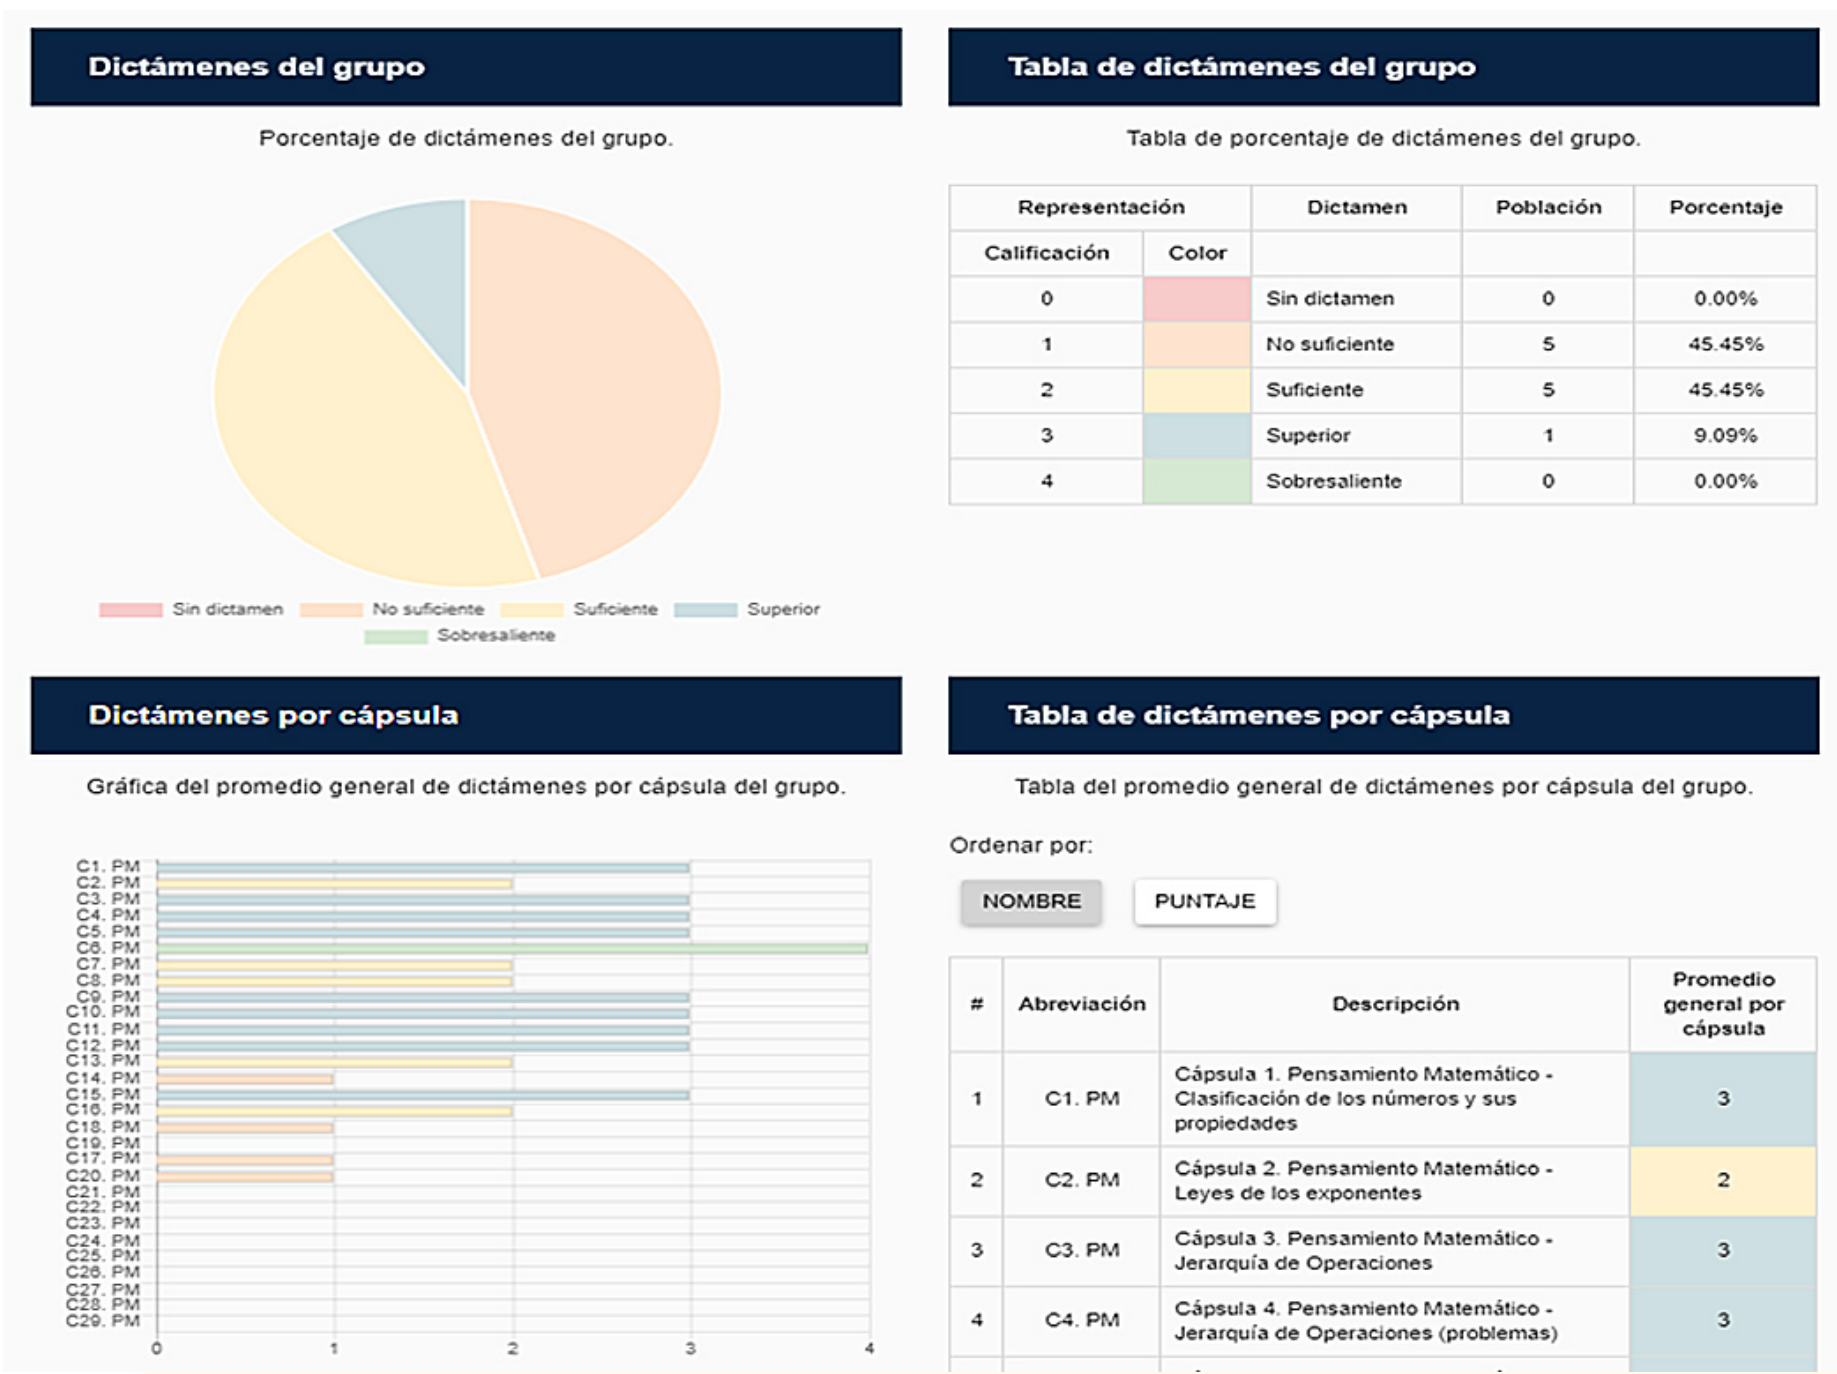 Dictámenes del grupo
Porcentaje de dictámenes del grupo.
Sin dictamen No suficiente Suficiente Superior
Sobresaliente
Tabla de dictámenes del grupo
Tabla de porcentaje de dictámenes del grupo.
Representación Dictamen Población Porcentaje
Calificación Color
0 Sin dictamen 0 0.00%
1 No suficiente 5 45.45%
2 Suficiente 5 45.45%
3 Superior 1 9.09%
4 Sobresaliente 0 0.00%
Dictámenes por cápsula
Gráfica del promedio general de dictámenes por cápsula del grupo.
C1. PM
C2. PM
C3. PM
C4. PM
C5. PM
C6. PM
C7. PM
C8. PM
C9. PM
C10. PM
C11. PM
C12. PM
C13. PM
C14. PM
C15. PM
C16. PM
C18. PM
C19. PM
C17. PM
C20. PM
C21. PM
C22. PM
C23. PM
C24. PM
C25. PM
C26. PM
C27. PM
C28. PM
C29. PM
0 1 2 3 4
Tabla de dictámenes por cápsula
Tabla del promedio general de dictámenes por cápsula del grupo.
Ordenar por:
NOMBRE PUNTAJE
# Abreviación Descripción Promedio
general por
cápsula
1 C1. PM Cápsula 1. Pensamiento Matemático -
Clasificación de los números y sus
propiedades
3
2 C2. PM Cápsula 2. Pensamiento Matemático -
Leyes de los exponentes
2
3 C3. PM Cápsula 3. Pensamiento Matemático -
Jerarquía de Operaciones
3
4 C4. PM Cápsula 4. Pensamiento Matemático -
Jerarquía de Operaciones (problemas)
3